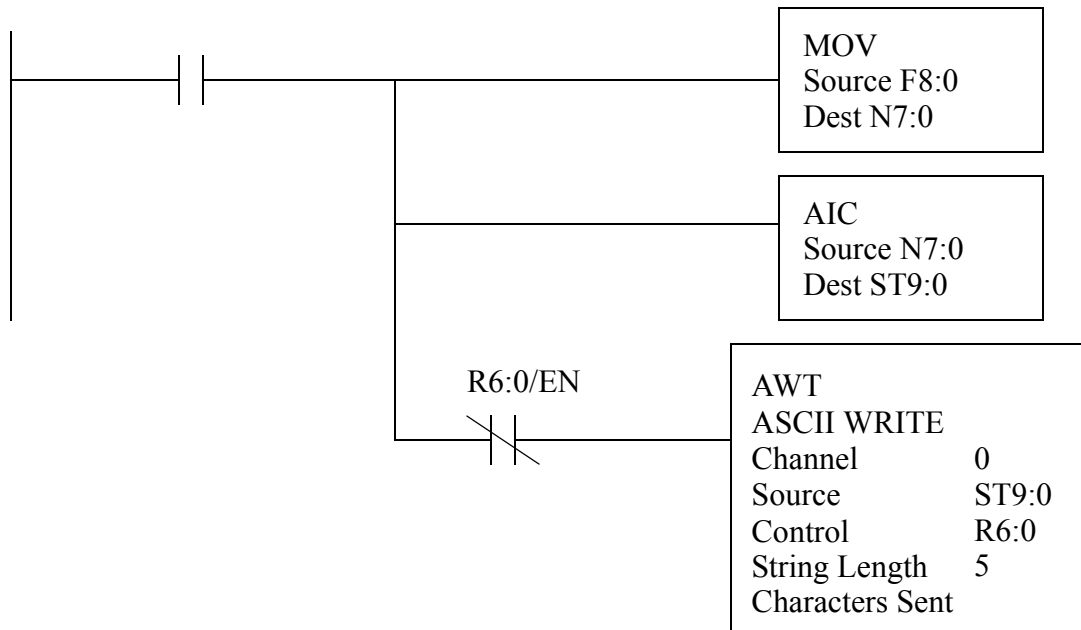 MOV
Source F8:0
Dest N7:0
AIC
Source N7:0
Dest ST9:0
R6:0/EN
AWT
ASCII WRITE
Channel 0
Source ST9:0
Control R6:0
String Length 5
Characters Sent